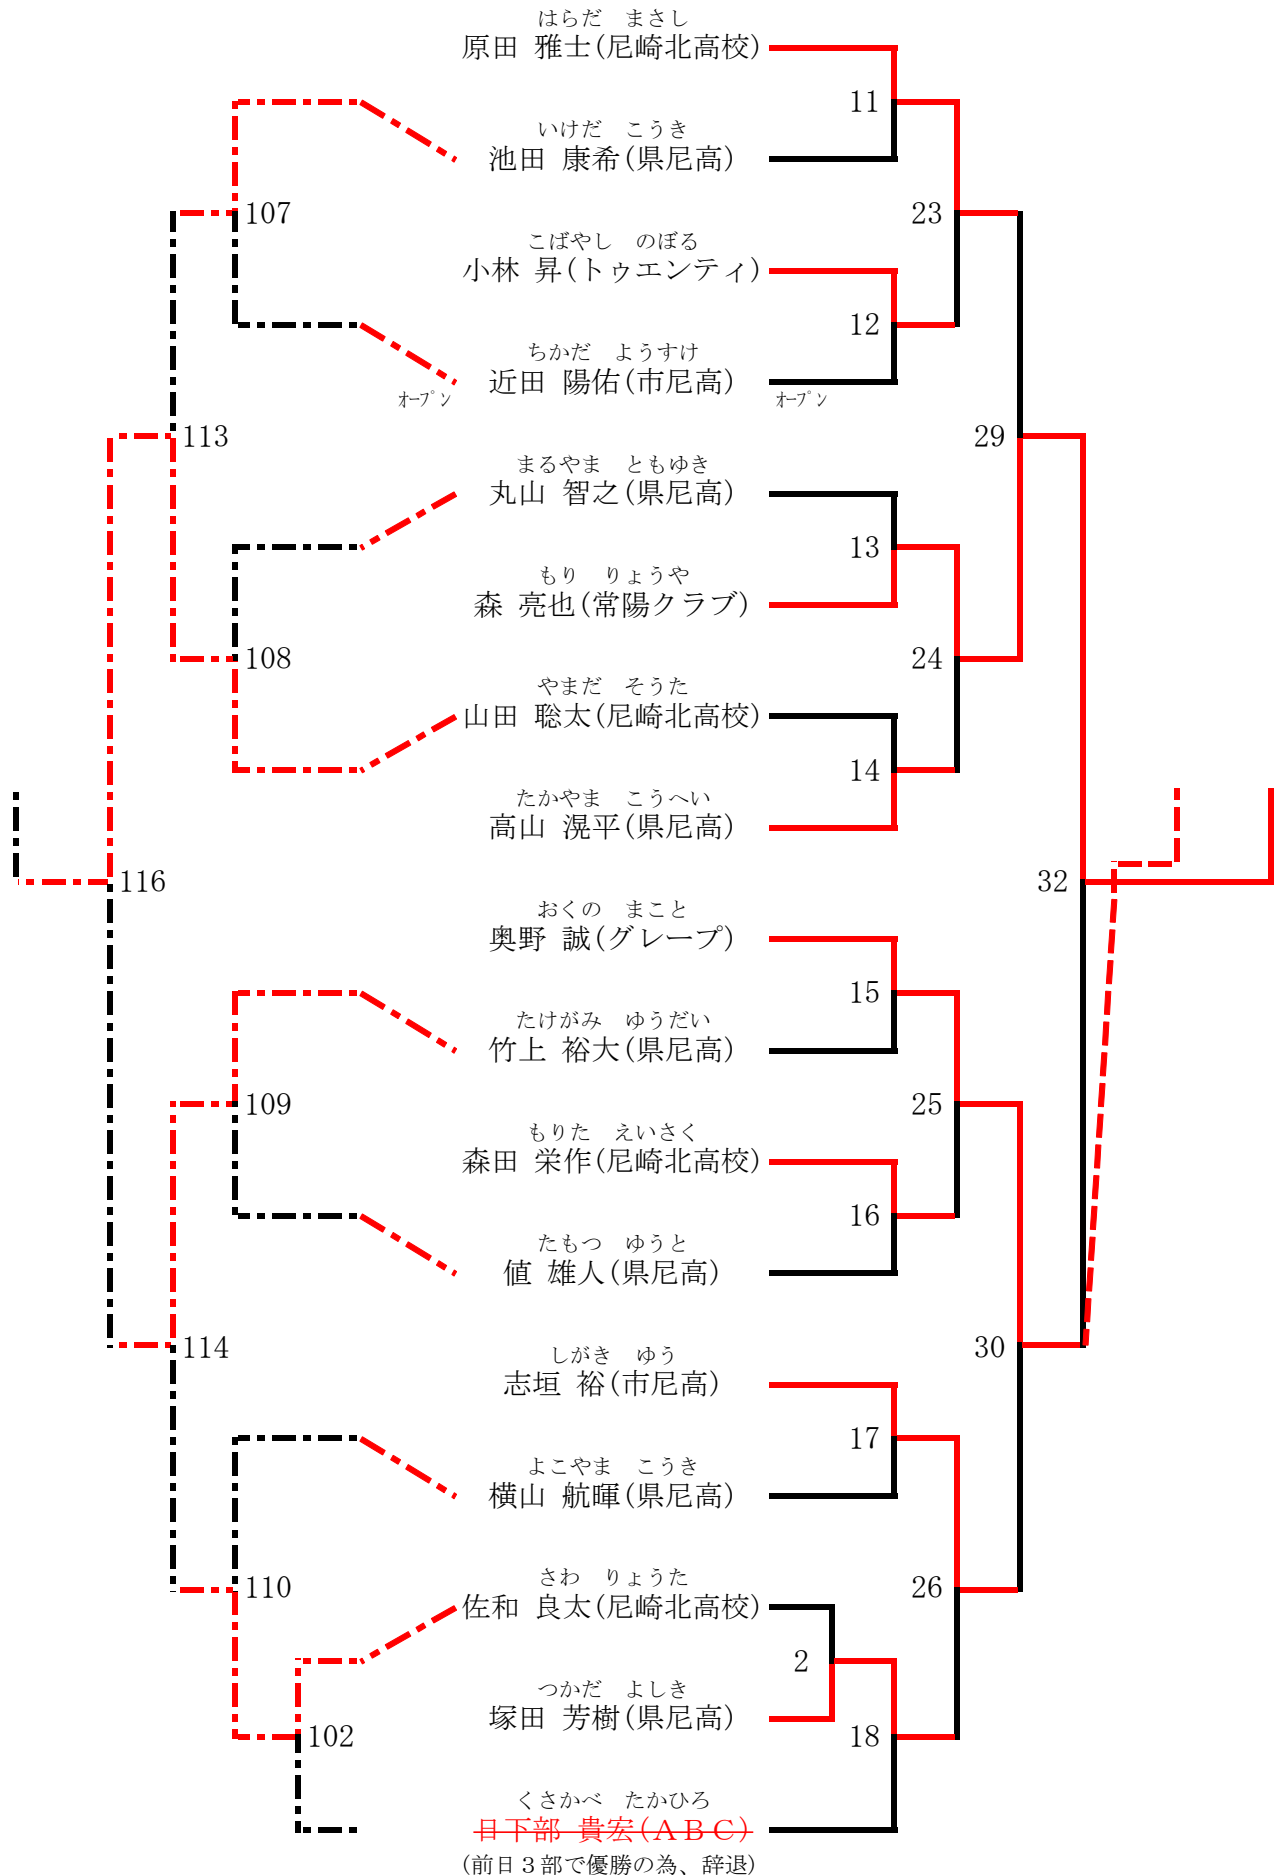 はらだ　まさし
原田 雅士(尼崎北高校)
11
いけだ　こうき
池田 康希(県尼高)
107
23
こばやし　のぼる
小林 昇(トゥエンティ)
12
ちかだ　ようすけ
近田 陽佑(市尼高)
オープン
オープン
113
29
まるやま　ともゆき
丸山 智之(県尼高)
13
もり　りょうや
森 亮也(常陽クラブ)
108
24
やまだ　そうた
山田 聡太(尼崎北高校)
14
たかやま　こうへい
高山 滉平(県尼高)
116
32
おくの　まこと
奥野 誠(グレープ)
15
たけがみ　ゆうだい
竹上 裕大(県尼高)
109
25
もりた　えいさく
森田 栄作(尼崎北高校)
16
たもつ　ゆうと
値 雄人(県尼高)
114
30
しがき　ゆう
志垣 裕(市尼高)
17
よこやま　こうき
横山 航暉(県尼高)
110
26
さわ　りょうた
佐和 良太(尼崎北高校)
2
つかだ　よしき
塚田 芳樹(県尼高)
102
18
くさかべ　たかひろ
日下部 貴宏(ＡＢＣ)
(前日３部で優勝の為、辞退)